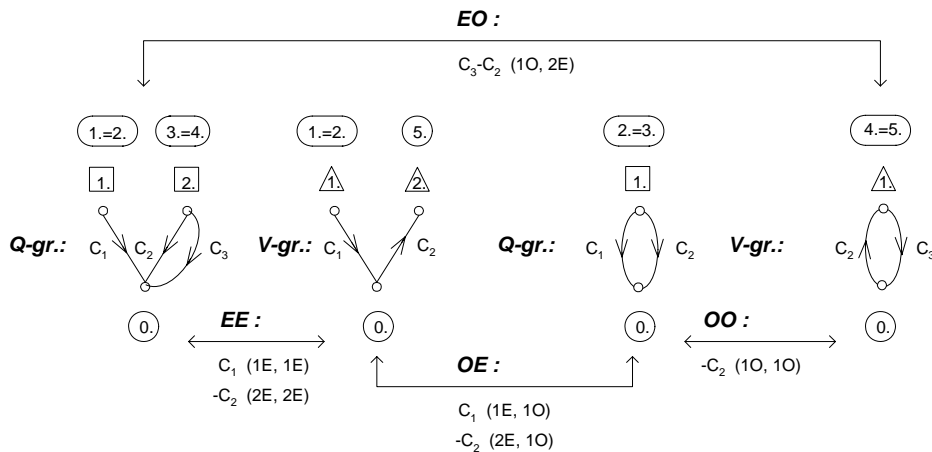 EO :
C3-C2 (1O, 2E)
1.=2. 3.=4. 1.=2. 5. 2.=3. 4.=5.
1. 2. 1. 2. 1. 1.
Q-gr.: C1 C2 C3 V-gr.: C1 C2 Q-gr.: C1 C2 V-gr.: C2 C3
0. EE : 0. 0. OO : 0.
C1 (1E, 1E) OE : -C2 (1O, 1O)
-C2 (2E, 2E)
C1 (1E, 1O)
-C2 (2E, 1O)